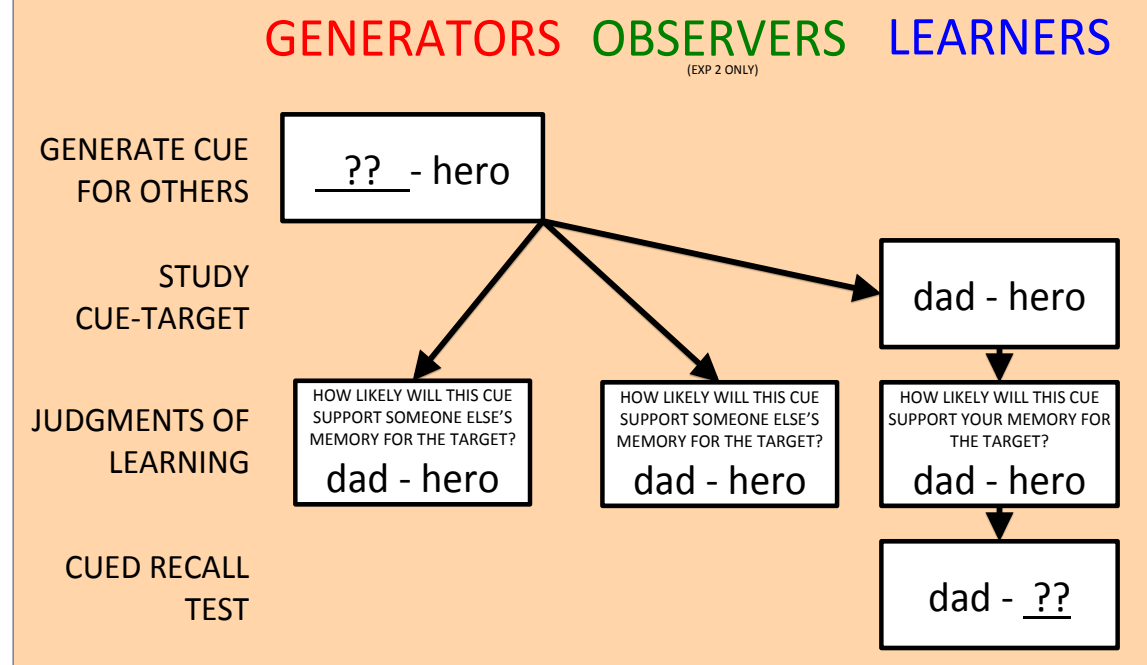 GENERATORS OBSERVERS LEARNERS
(EXP 2 ONLY)
GENERATE CUE
FOR OTHERS
?? - hero
STUDY
CUE-TARGET
dad - hero
JUDGMENTS OF
LEARNING
HOW LIKELY WILL THIS CUE
SUPPORT SOMEONE ELSE'S
MEMORY FOR THE TARGET?
dad - hero
HOW LIKELY WILL THIS CUE
SUPPORT SOMEONE ELSE'S
MEMORY FOR THE TARGET?
dad - hero
HOW LIKELY WILL THIS CUE
SUPPORT YOUR MEMORY FOR
THE TARGET?
dad - hero
CUED RECALL
TEST
dad - ??